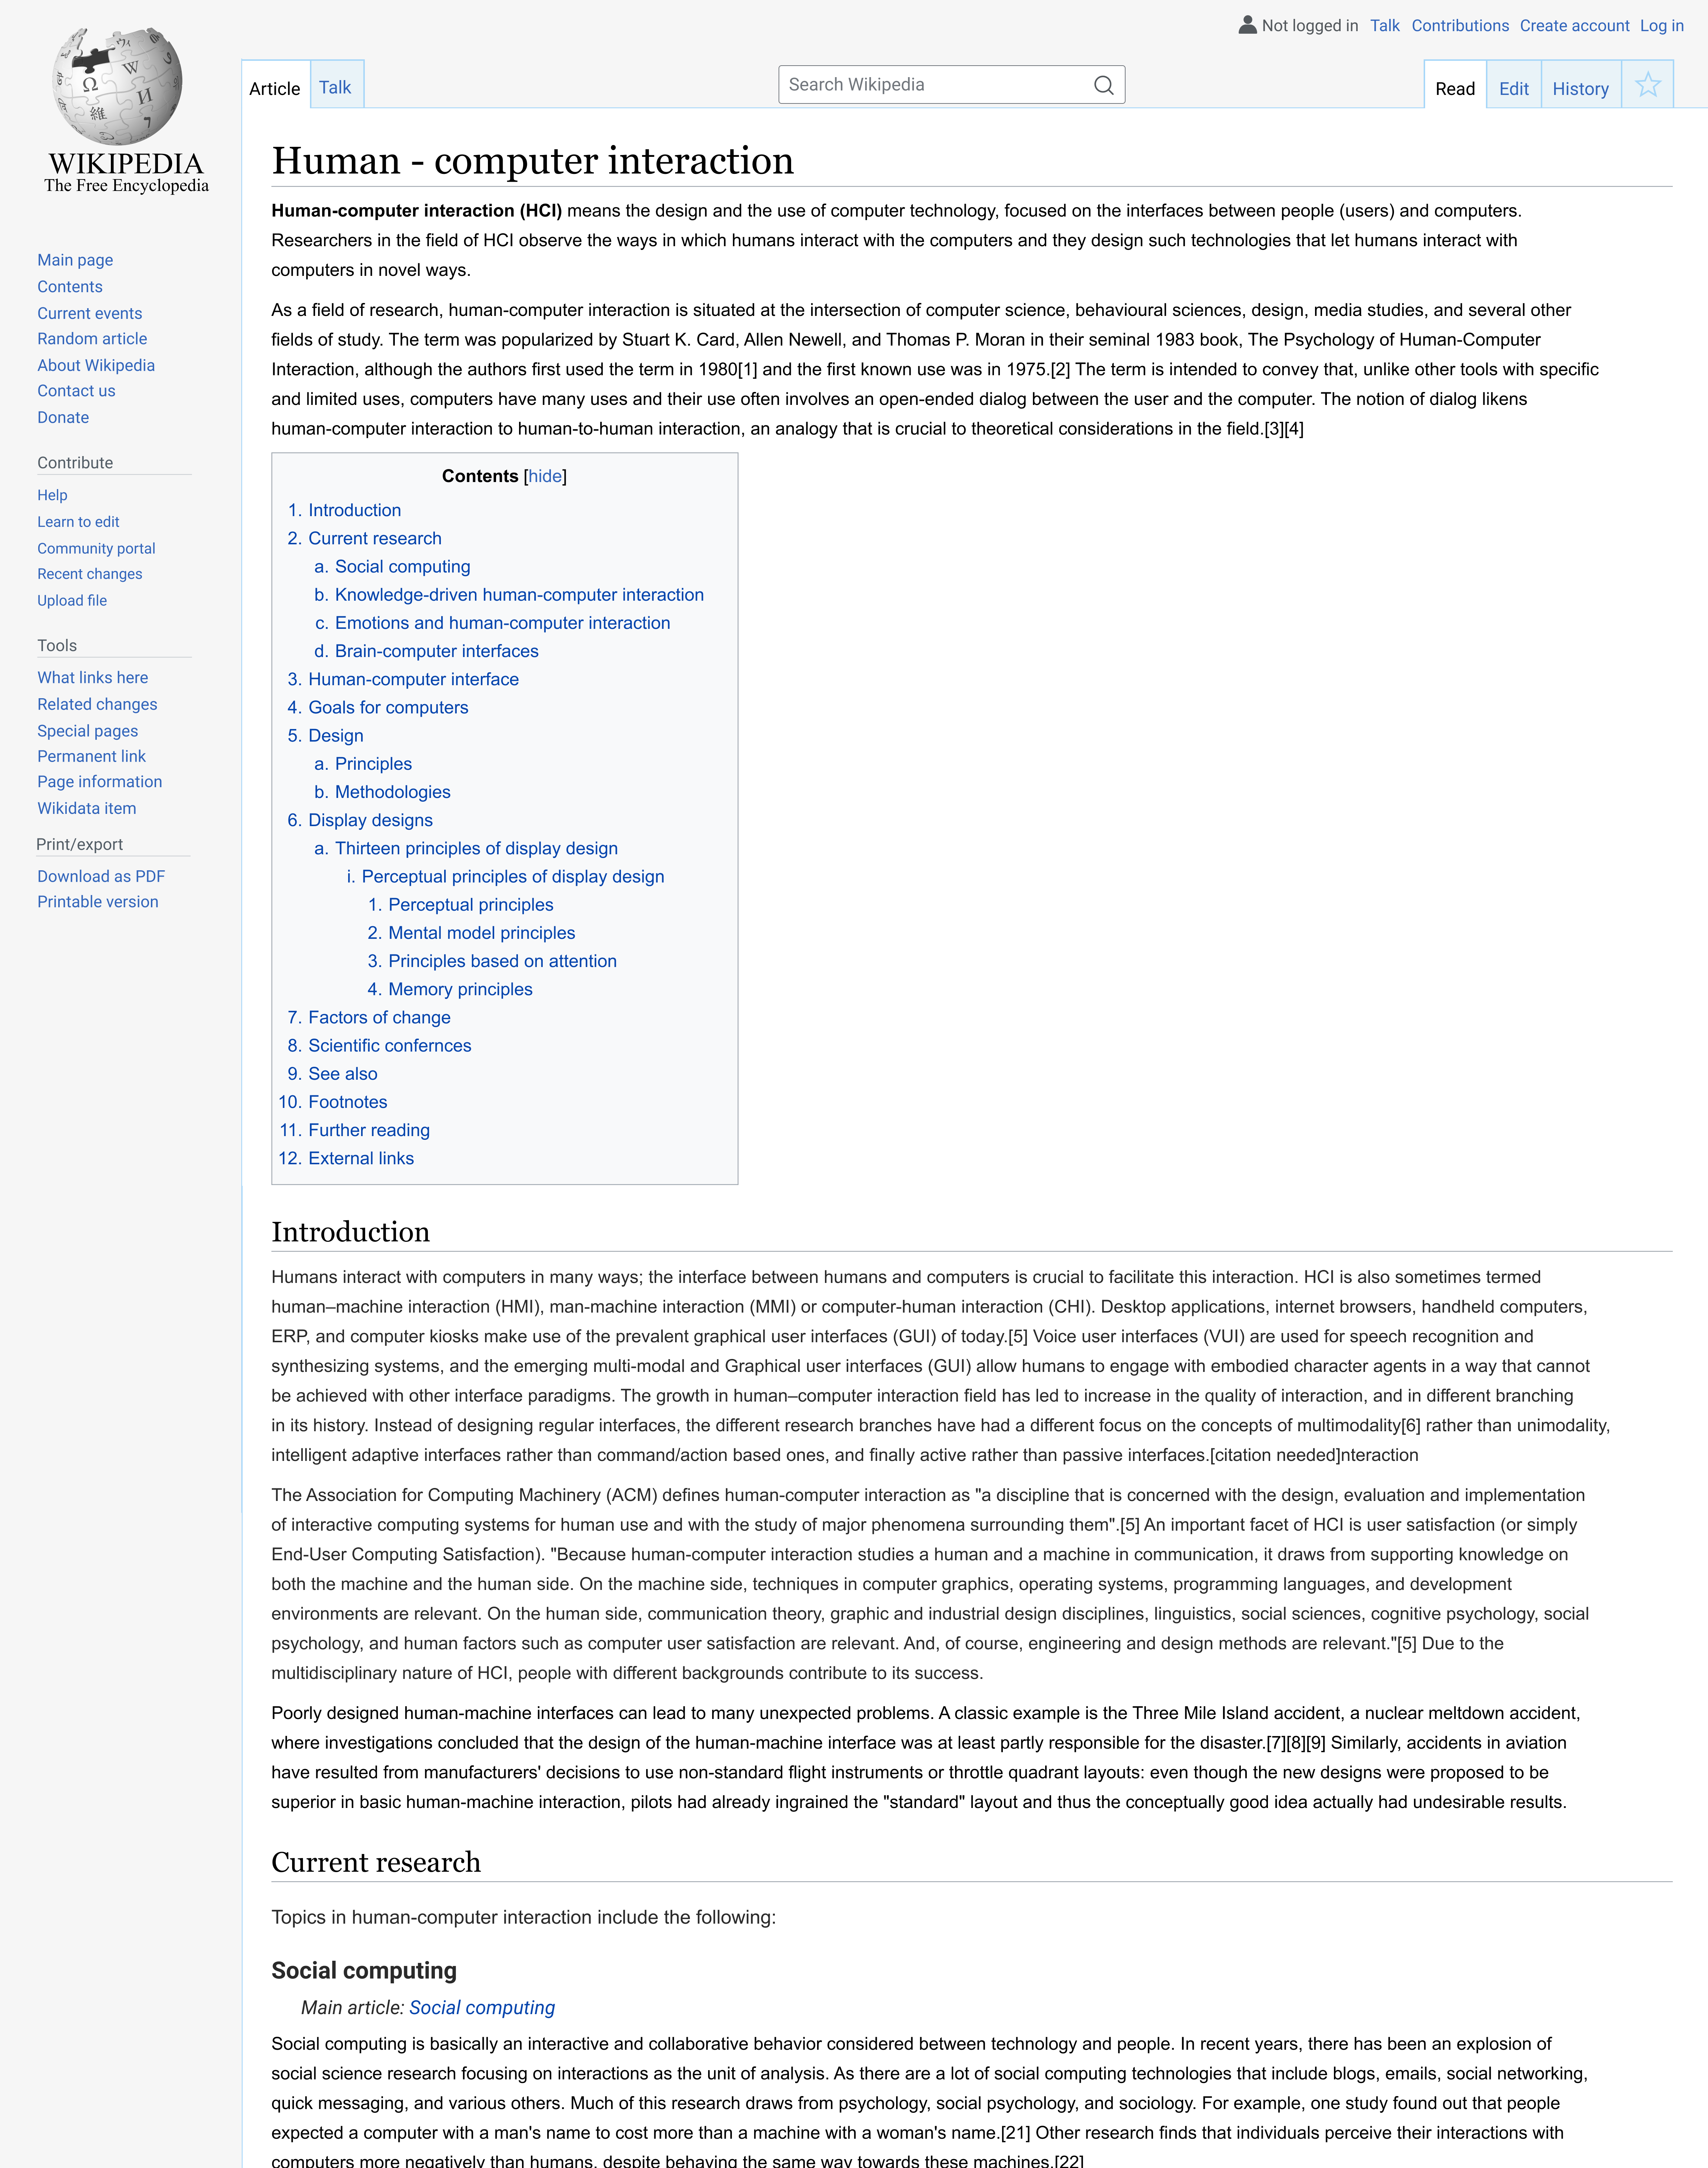 Not logged in Talk Contributions Create account Log in
Article Talk
Search Wikipedia
Read Edit History
Ω W И 維 7
WIKIPEDIA
The Free Encyclopedia
Main page
Contents
Current events
Random article
About Wikipedia
Contact us
Donate
Contribute
Help
Learn to edit
Community portal
Recent changes
Upload file
Tools
What links here
Related changes
Special pages
Permanent link
Page information
Wikidata item
Print/export
Download as PDF
Printable version
Human - computer interaction
Human-computer interaction (HCI) means the design and the use of computer technology, focused on the interfaces between people (users) and computers.
Researchers in the field of HCI observe the ways in which humans interact with the computers and they design such technologies that let humans interact with
computers in novel ways.
As a field of research, human-computer interaction is situated at the intersection of computer science, behavioural sciences, design, media studies, and several other
fields of study. The term was popularized by Stuart K. Card, Allen Newell, and Thomas P. Moran in their seminal 1983 book, The Psychology of Human-Computer
Interaction, although the authors first used the term in 1980[1] and the first known use was in 1975.[2] The term is intended to convey that, unlike other tools with specific
and limited uses, computers have many uses and their use often involves an open-ended dialog between the user and the computer. The notion of dialog likens
human-computer interaction to human-to-human interaction, an analogy that is crucial to theoretical considerations in the field.[3][4]
Contents [hide]
1. Introduction
2. Current research
a. Social computing
b. Knowledge-driven human-computer interaction
c. Emotions and human-computer interaction
d. Brain-computer interfaces
3. Human-computer interface
4. Goals for computers
5. Design
a. Principles
b. Methodologies
6. Display designs
a. Thirteen principles of display design
i. Perceptual principles of display design
1. Perceptual principles
2. Mental model principles
3. Principles based on attention
4. Memory principles
7. Factors of change
8. Scientific confernces
9. See also
10. Footnotes
11. Further reading
12. External links
Introduction
Humans interact with computers in many ways; the interface between humans and computers is crucial to facilitate this interaction. HCI is also sometimes termed
human–machine interaction (HMI), man-machine interaction (MMI) or computer-human interaction (CHI). Desktop applications, internet browsers, handheld computers,
ERP, and computer kiosks make use of the prevalent graphical user interfaces (GUI) of today.[5] Voice user interfaces (VUI) are used for speech recognition and
synthesizing systems, and the emerging multi-modal and Graphical user interfaces (GUI) allow humans to engage with embodied character agents in a way that cannot
be achieved with other interface paradigms. The growth in human–computer interaction field has led to increase in the quality of interaction, and in different branching
in its history. Instead of designing regular interfaces, the different research branches have had a different focus on the concepts of multimodality[6] rather than unimodality,
intelligent adaptive interfaces rather than command/action based ones, and finally active rather than passive interfaces.[citation needed]nteraction
The Association for Computing Machinery (ACM) defines human-computer interaction as "a discipline that is concerned with the design, evaluation and implementation
of interactive computing systems for human use and with the study of major phenomena surrounding them".[5] An important facet of HCI is user satisfaction (or simply
End-User Computing Satisfaction). "Because human-computer interaction studies a human and a machine in communication, it draws from supporting knowledge on
both the machine and the human side. On the machine side, techniques in computer graphics, operating systems, programming languages, and development
environments are relevant. On the human side, communication theory, graphic and industrial design disciplines, linguistics, social sciences, cognitive psychology, social
psychology, and human factors such as computer user satisfaction are relevant. And, of course, engineering and design methods are relevant."[5] Due to the
multidisciplinary nature of HCI, people with different backgrounds contribute to its success.
Poorly designed human-machine interfaces can lead to many unexpected problems. A classic example is the Three Mile Island accident, a nuclear meltdown accident,
where investigations concluded that the design of the human-machine interface was at least partly responsible for the disaster.[7][8][9] Similarly, accidents in aviation
have resulted from manufacturers' decisions to use non-standard flight instruments or throttle quadrant layouts: even though the new designs were proposed to be
superior in basic human-machine interaction, pilots had already ingrained the "standard" layout and thus the conceptually good idea actually had undesirable results.
Current research
Topics in human-computer interaction include the following:
Social computing
Main article: Social computing
Social computing is basically an interactive and collaborative behavior considered between technology and people. In recent years, there has been an explosion of
social science research focusing on interactions as the unit of analysis. As there are a lot of social computing technologies that include blogs, emails, social networking,
quick messaging, and various others. Much of this research draws from psychology, social psychology, and sociology. For example, one study found out that people
expected a computer with a man's name to cost more than a machine with a woman's name.[21] Other research finds that individuals perceive their interactions with
computers more negatively than humans, despite behaving the same way towards these machines.[22]